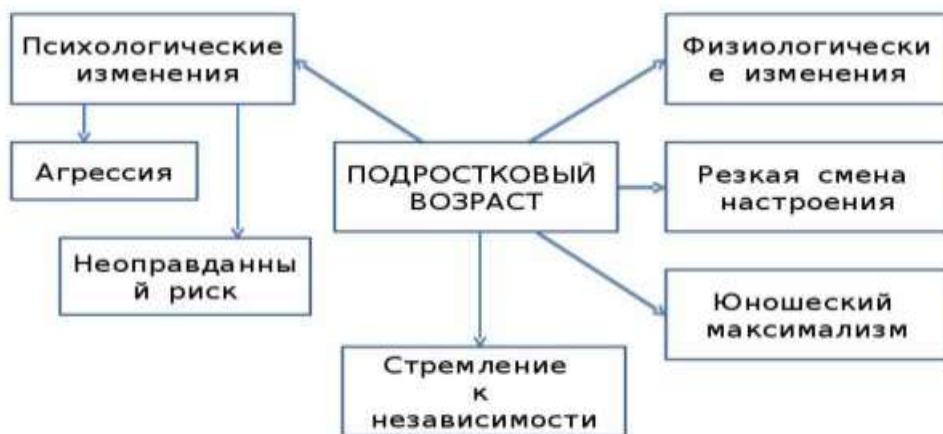 Психологические
изменения
Физиологически
е изменения
Агрессия
ПОДРОСТКОВЫЙ
ВОЗРАСТ
Резкая смена
настроения
Неоправданны
й риск
Юношеский
максимализм
Стремление
к
независимости